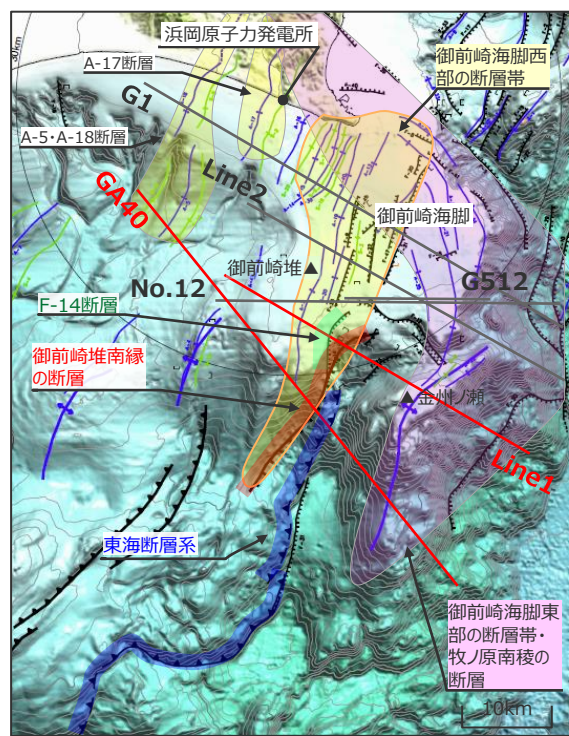 浜岡原子力発電所
A-17断層
御前崎海脚西
部の断層帯
G1
A-5・A-18断層
Line2
GA40
御前崎海脚
御前崎堆
G512
No.12
F-14断層
御前崎堆南縁
の断層
金州ノ瀬
Line1
東海断層系
御前崎海脚東
部の断層帯・
牧ノ原南稜の
断層
10km
30km